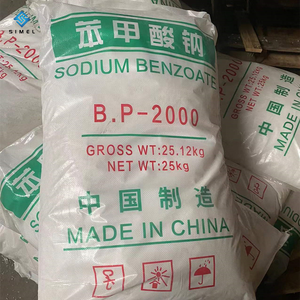 SIMEL
苯甲酸钠
SODIUM BENZOATE
B.P-2000
GROSS WT:25.12kg
NET WT:25kg
中国制造
MADE IN CHINA